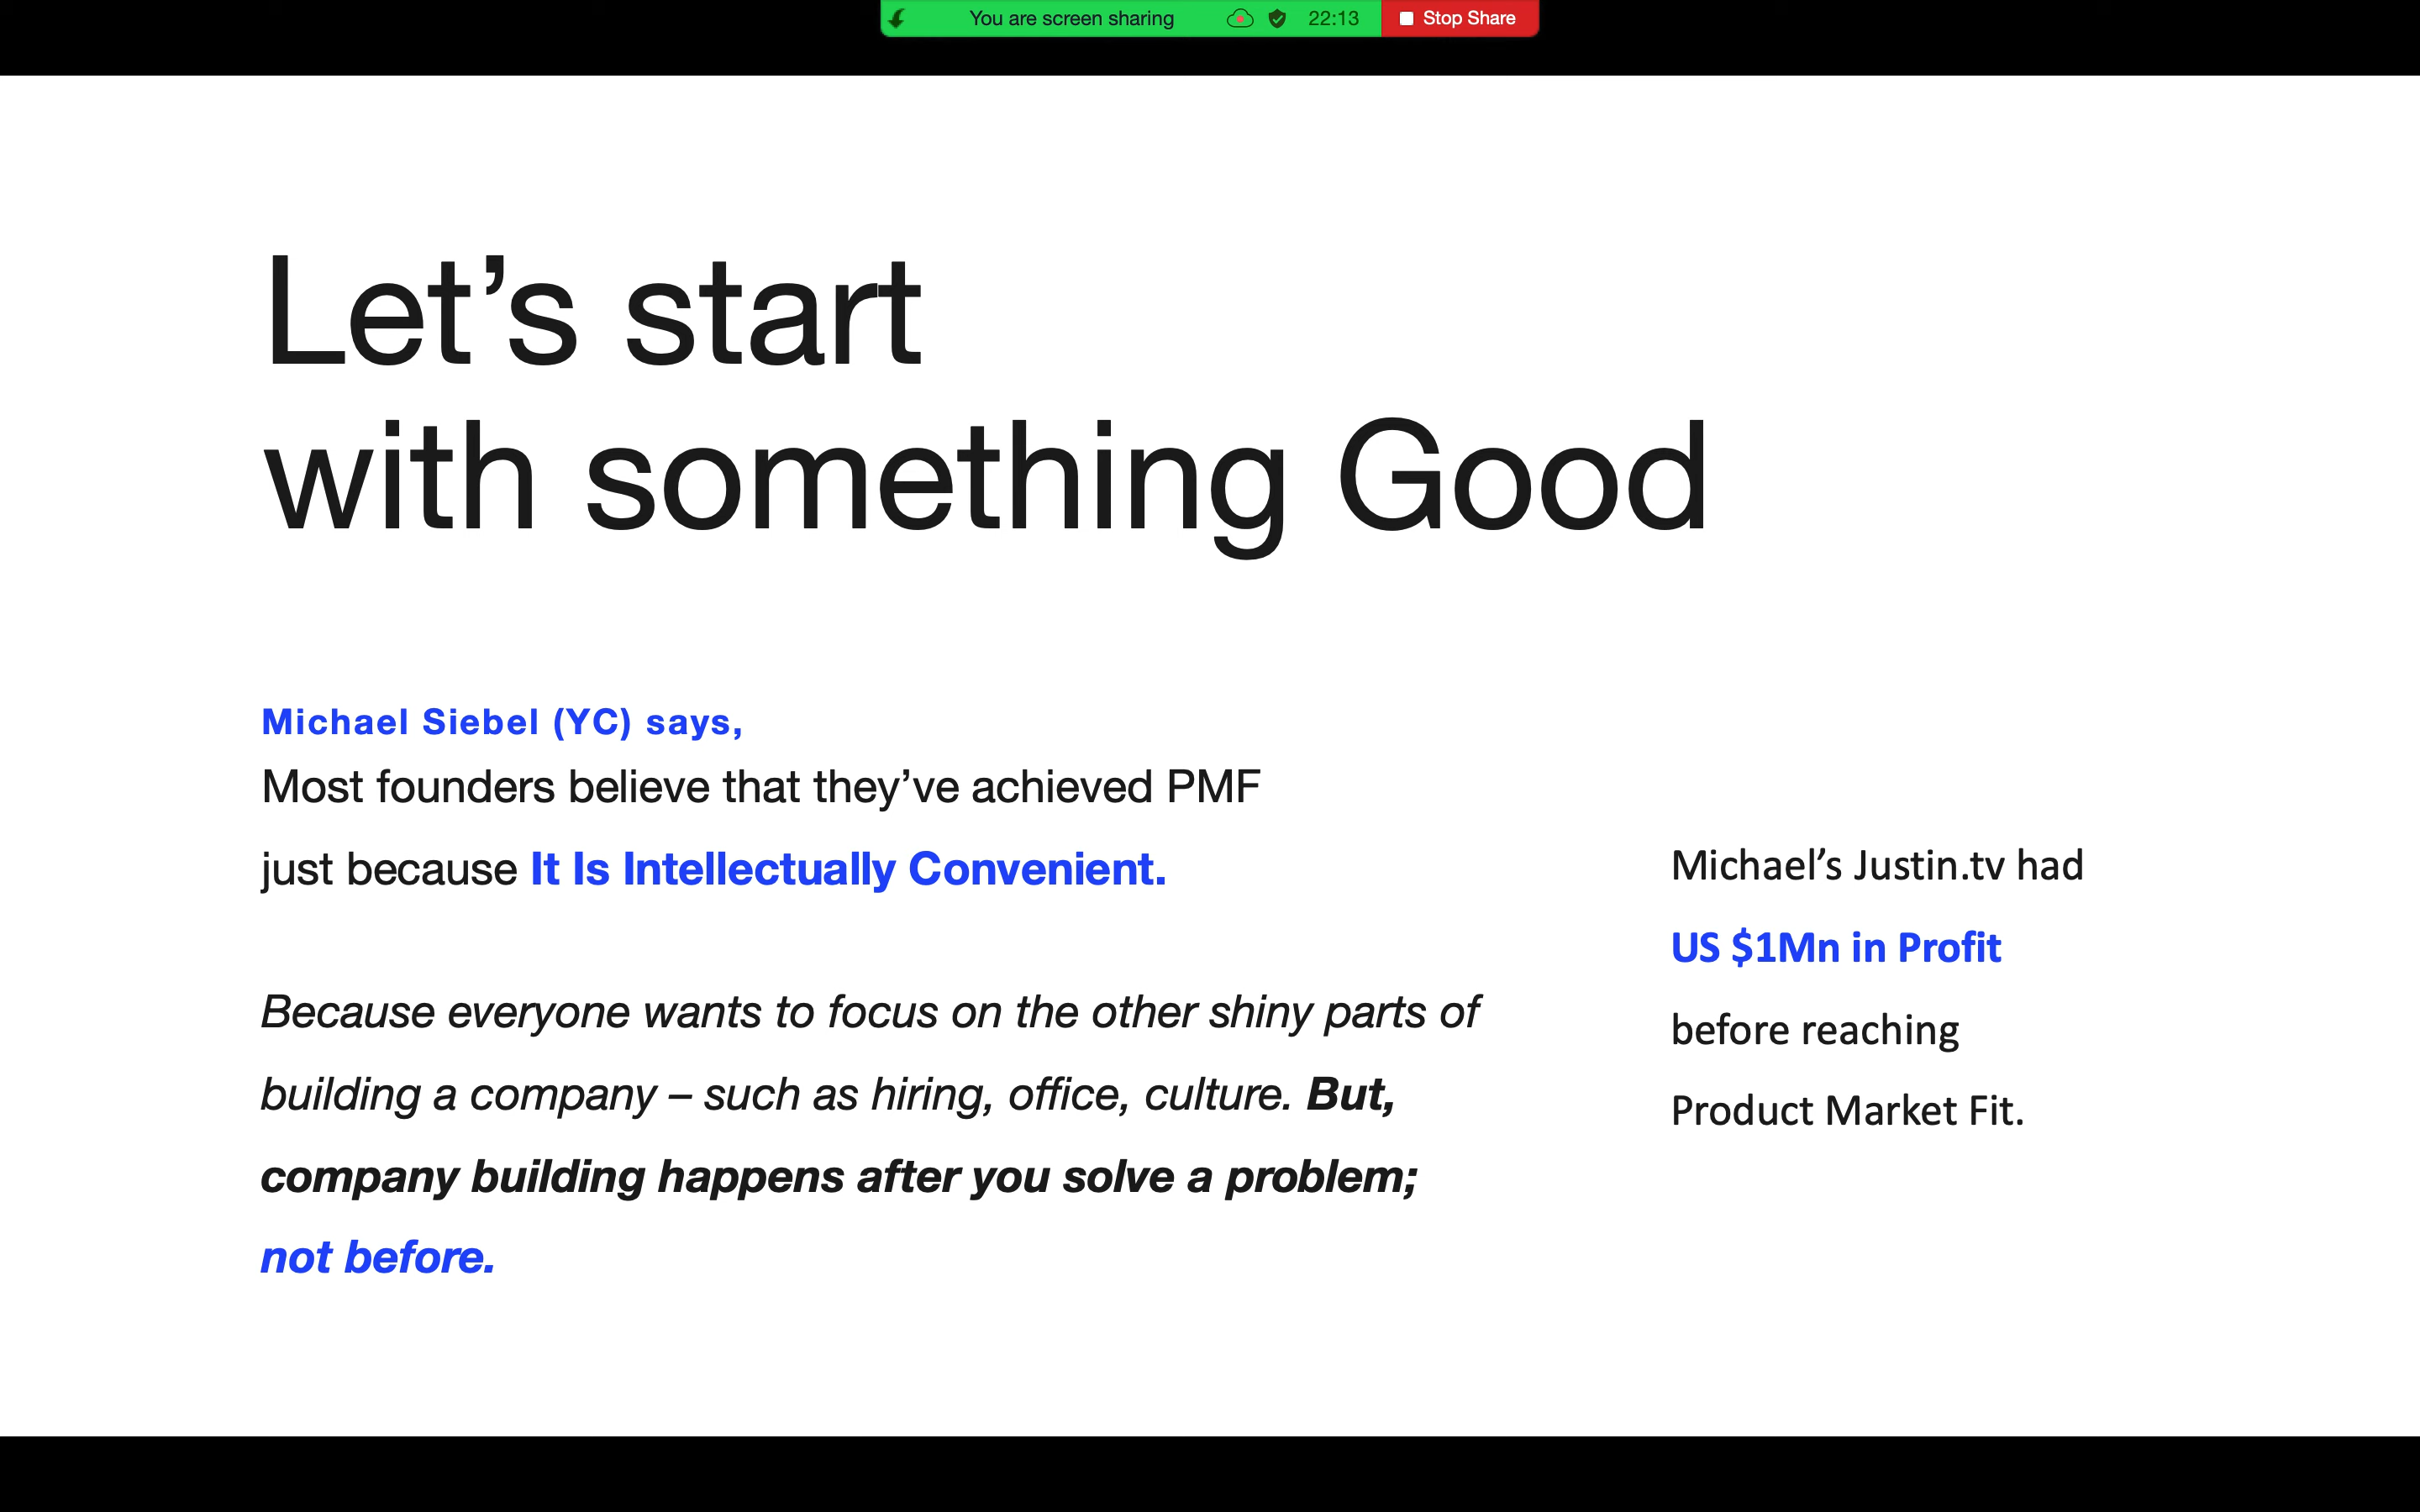 You are screen sharing 22:13 Stop Share
Let’s start
with something Good
Michael Siebel (YC) says,
Most founders believe that they’ve achieved PMF
just because It Is Intellectually Convenient.
Because everyone wants to focus on the other shiny parts of
building a company – such as hiring, office, culture. But,
company building happens after you solve a problem;
not before.
Michael’s Justin.tv had
US $1Mn in Profit
before reaching
Product Market Fit.